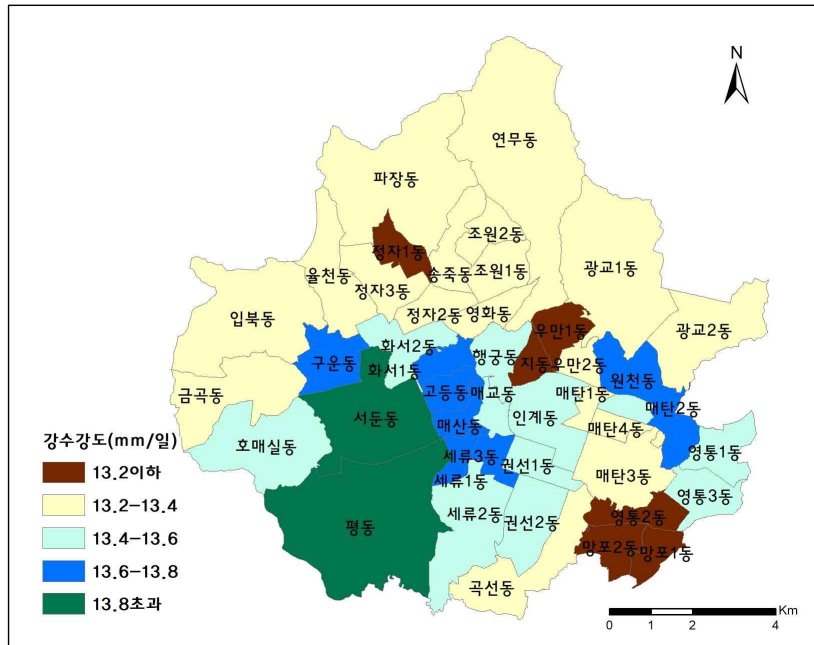 N
연무동
파장동
조원2동
정자1동
송죽동
조원1동
광교1동
율천동
정자3동
입북동
정자2동
영화동
우만1동
광교2동
화서2동
행궁동
구운동
화서1동
지동
우만2동
원천동
금곡동
고등동
매교동
매탄1동
매탄2동
서둔동
인계동
매산동
매탄4동
강수강도(mm/일)
호매실동
세류3동
권선1동
영통1동
13.2이하
매탄3동
세류1동
영통3동
13.2-13.4
평동
세류2동
권선2동
영통2동
13.4-13.6
망포2동
망포1동
13.6-13.8
곡선동
13.8초과
Km
0 1 2 4